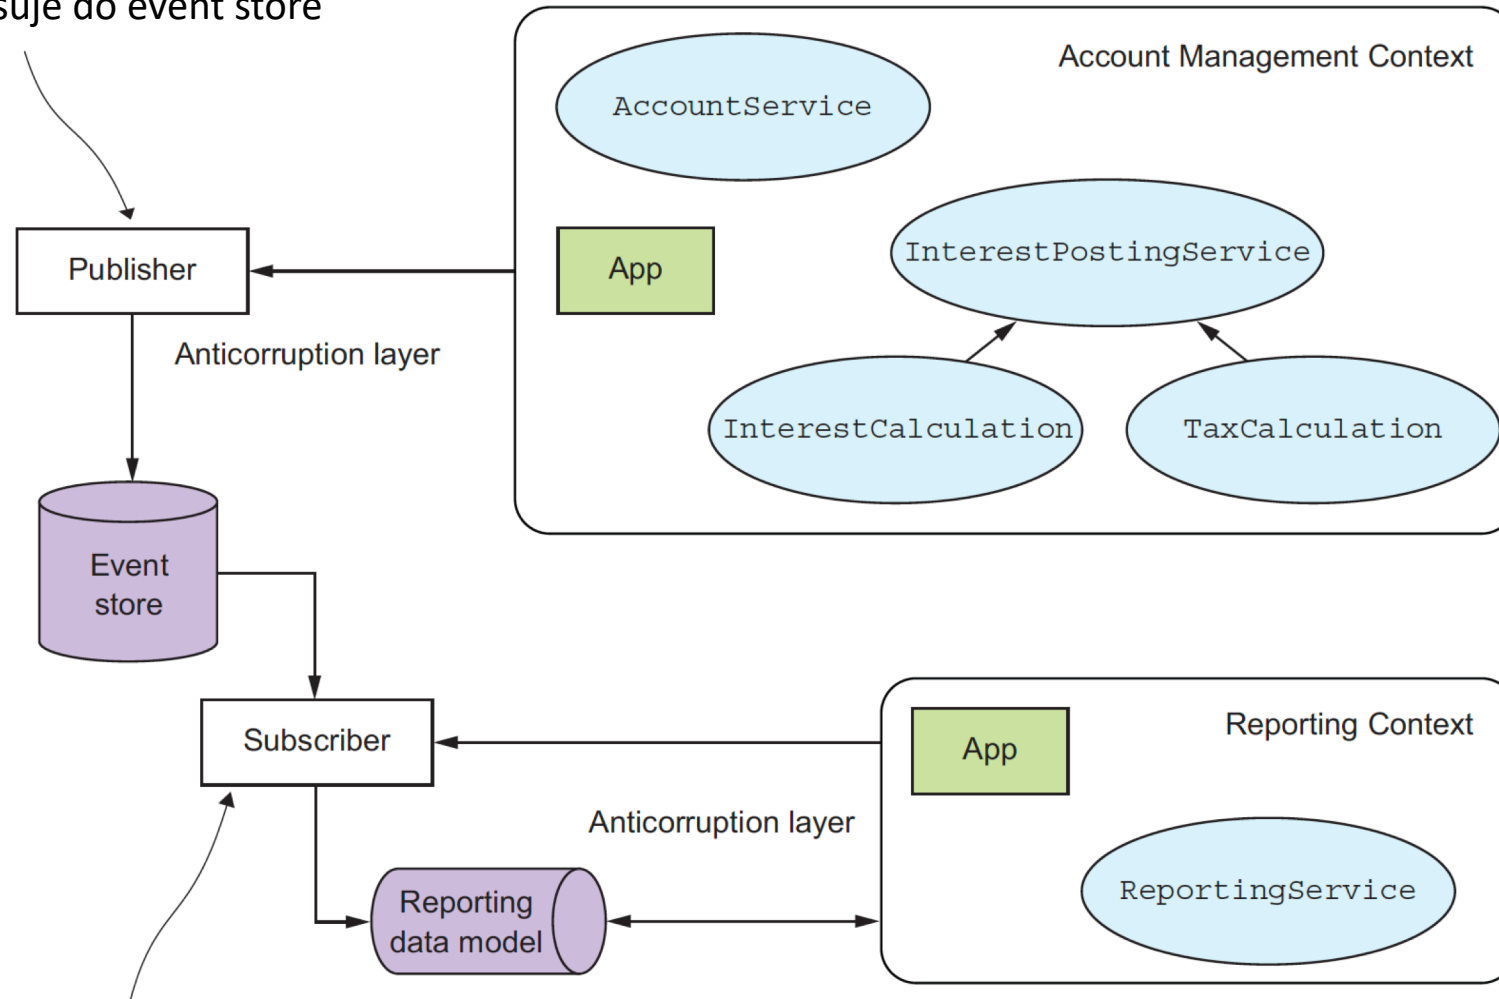 do event store
Account Management Context
AccountService
InterestPostingService
App
Publisher
Anticorruption layer
InterestCalculation
TaxCalculation
Event
store
Subscriber
App
Reporting Context
Anticorruption layer
ReportingService
Reporting
data model